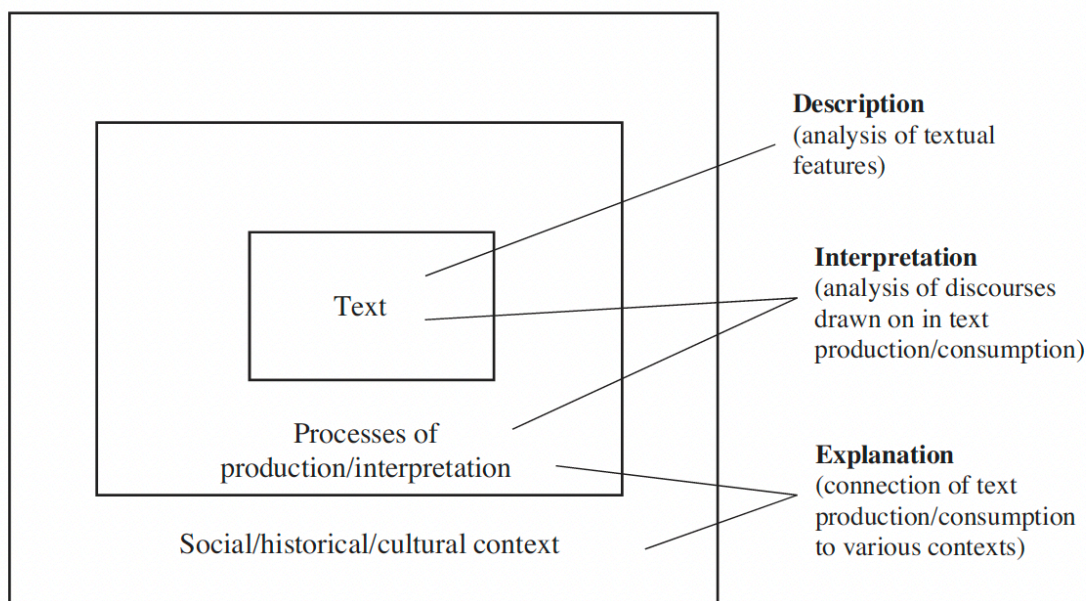 Description
(analysis of textual
features)
Text
Interpretation
(analysis of discourses
drawn on in text
production/consumption)
Processes of
production/interpretation
Explanation
(connection of text
production/consumption
to various contexts)
Social/historical/cultural context